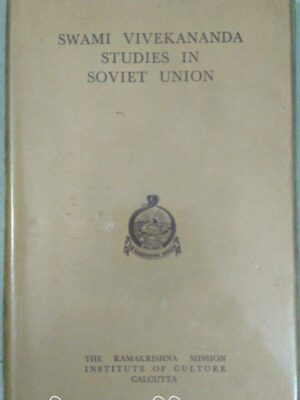 SWAMI VIVEKANANDA
STUDIES IN
SOVIET UNION
THE RAMAKRISHNA MISSION
INSTITUTE OF CULTURE
CALCUTTA